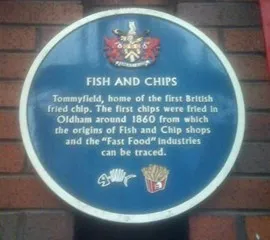 FISH AND CHIPS
Tommyfield, home of the first British
fried chip. The first chips were fried in
Oldham around 1860 from which
the origins of Fish and Chip shops
and the "Fast Food" industries
can be traced.